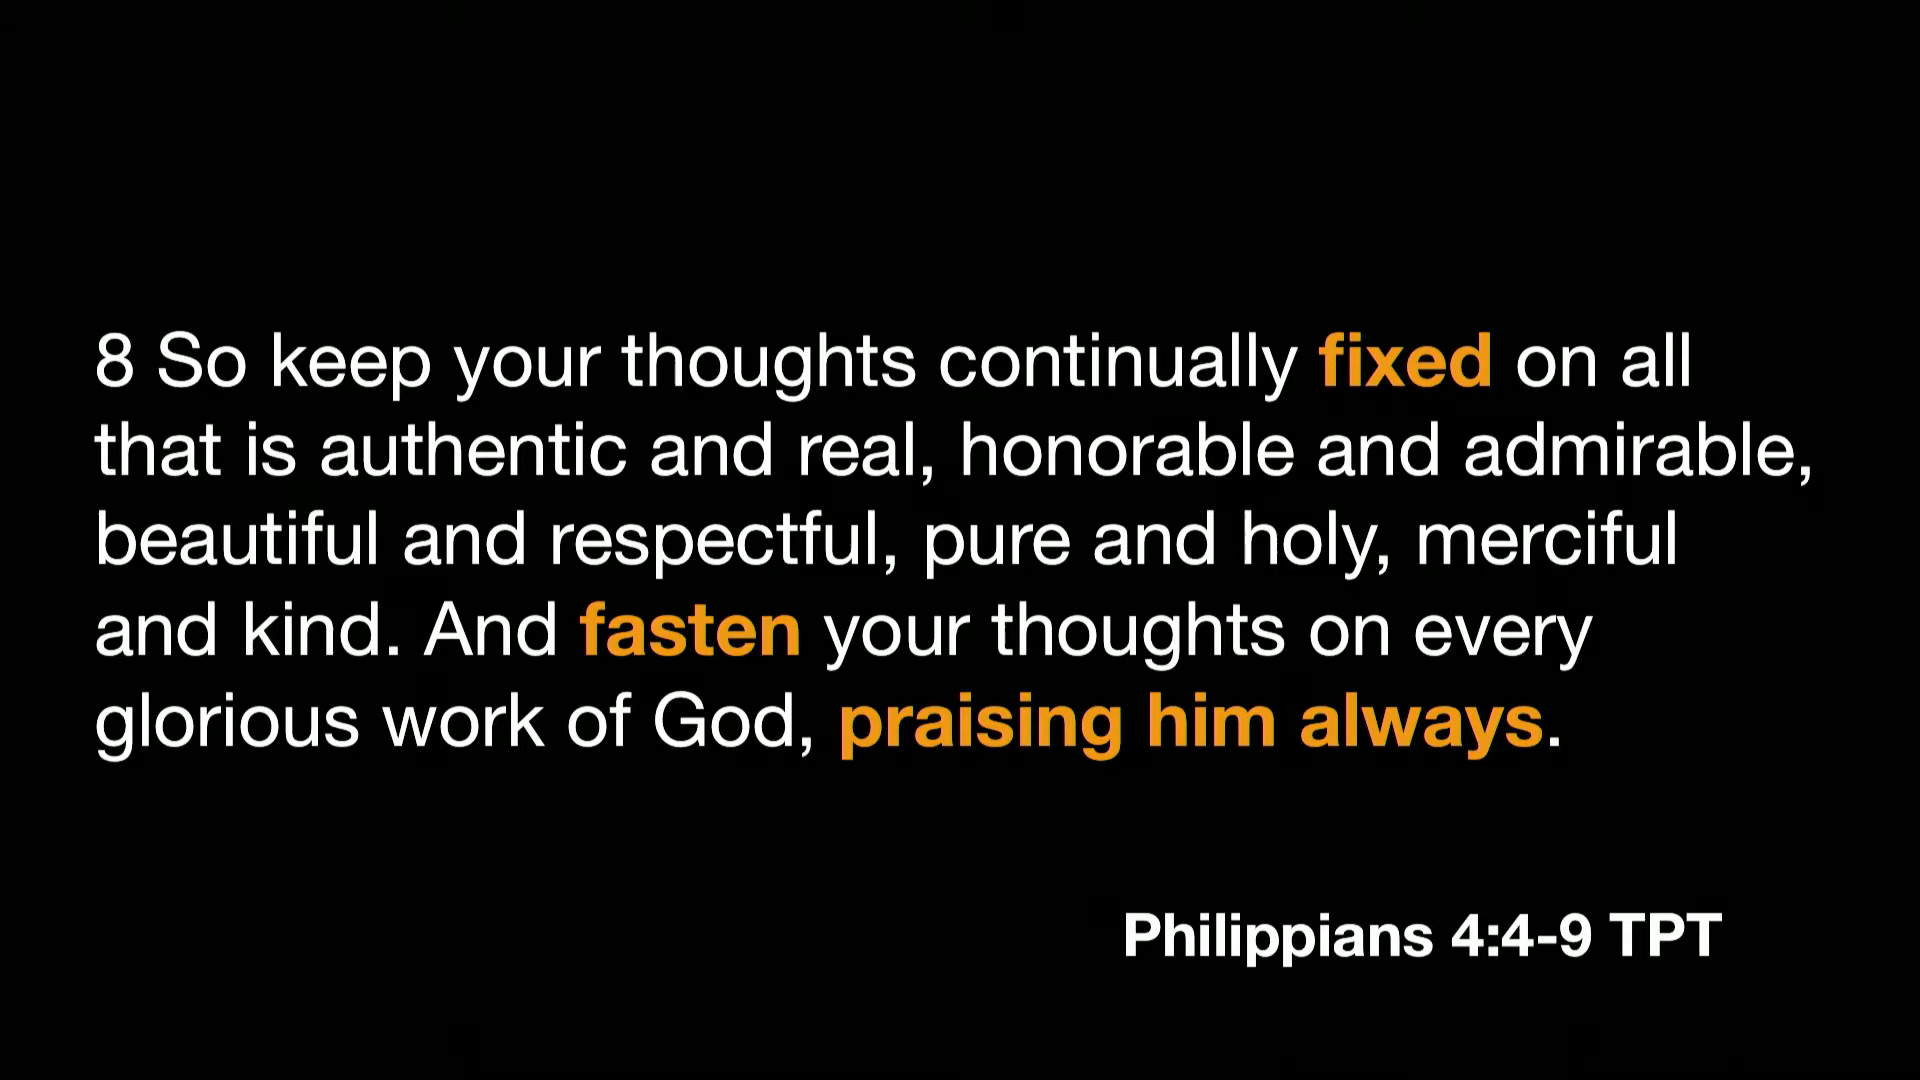 8 So keep your thoughts continually fixed on all
that is authentic and real, honorable and admirable,
beautiful and respectful, pure and holy, merciful
and kind. And fasten your thoughts on every
glorious work of God, praising him always.
Philippians 4:4-9 TPT